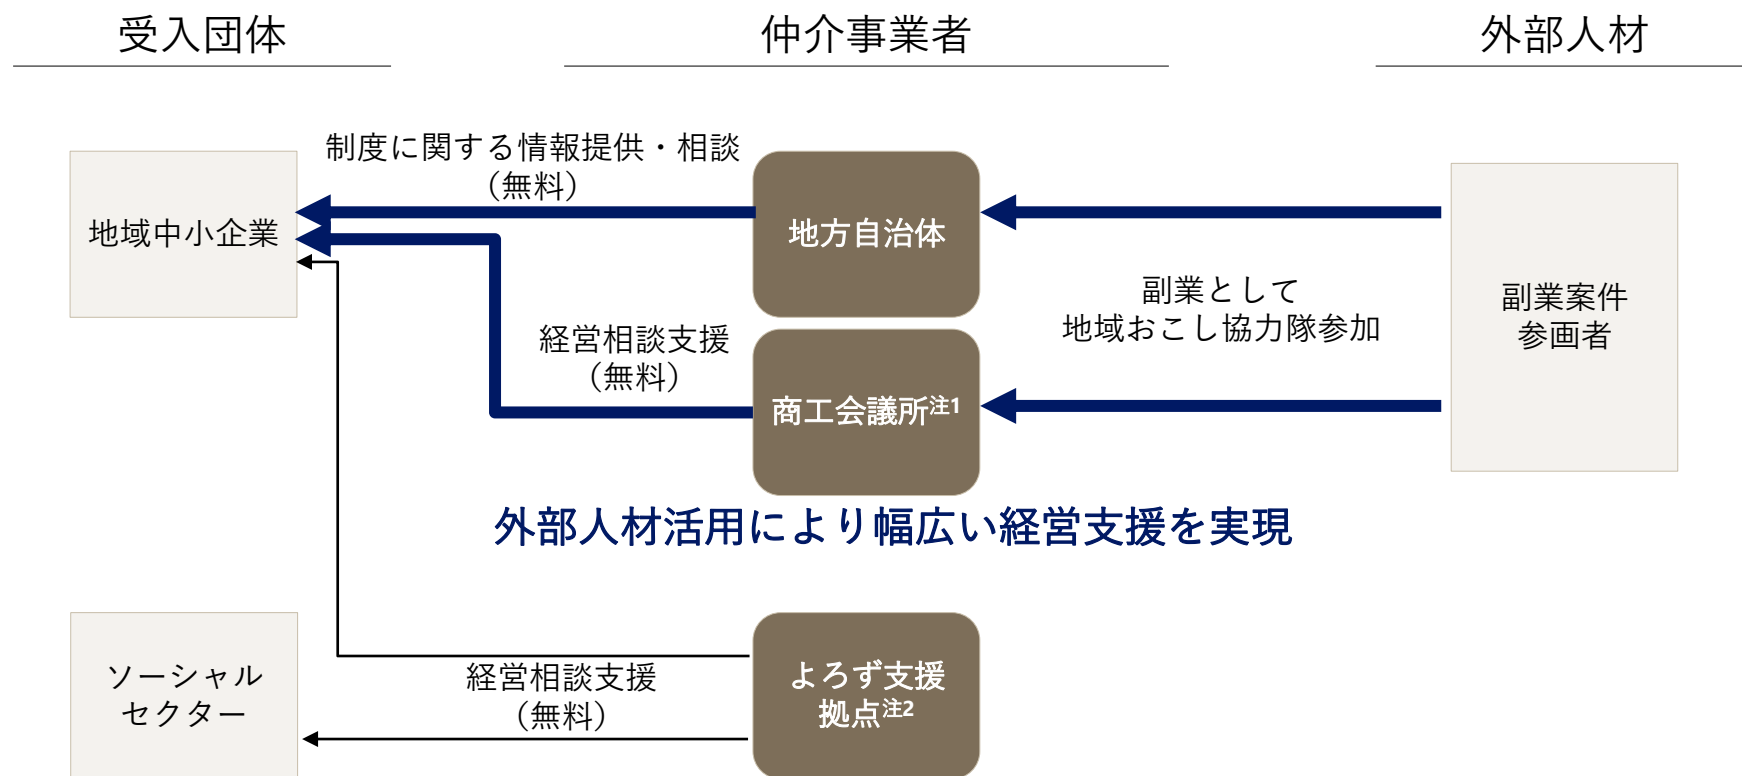 受入団体
仲介事業者
外部人材
制度に関する情報提供・相談
（無料）
地域中小企業
地方自治体
副業として
地域おこし協力隊参加
副業案件
参画者
経営相談支援
（無料）
商工会議所注1
外部人材活用により幅広い経営支援を実現
ソーシャル
セクター
経営相談支援
（無料）
よろず支援
拠点注2